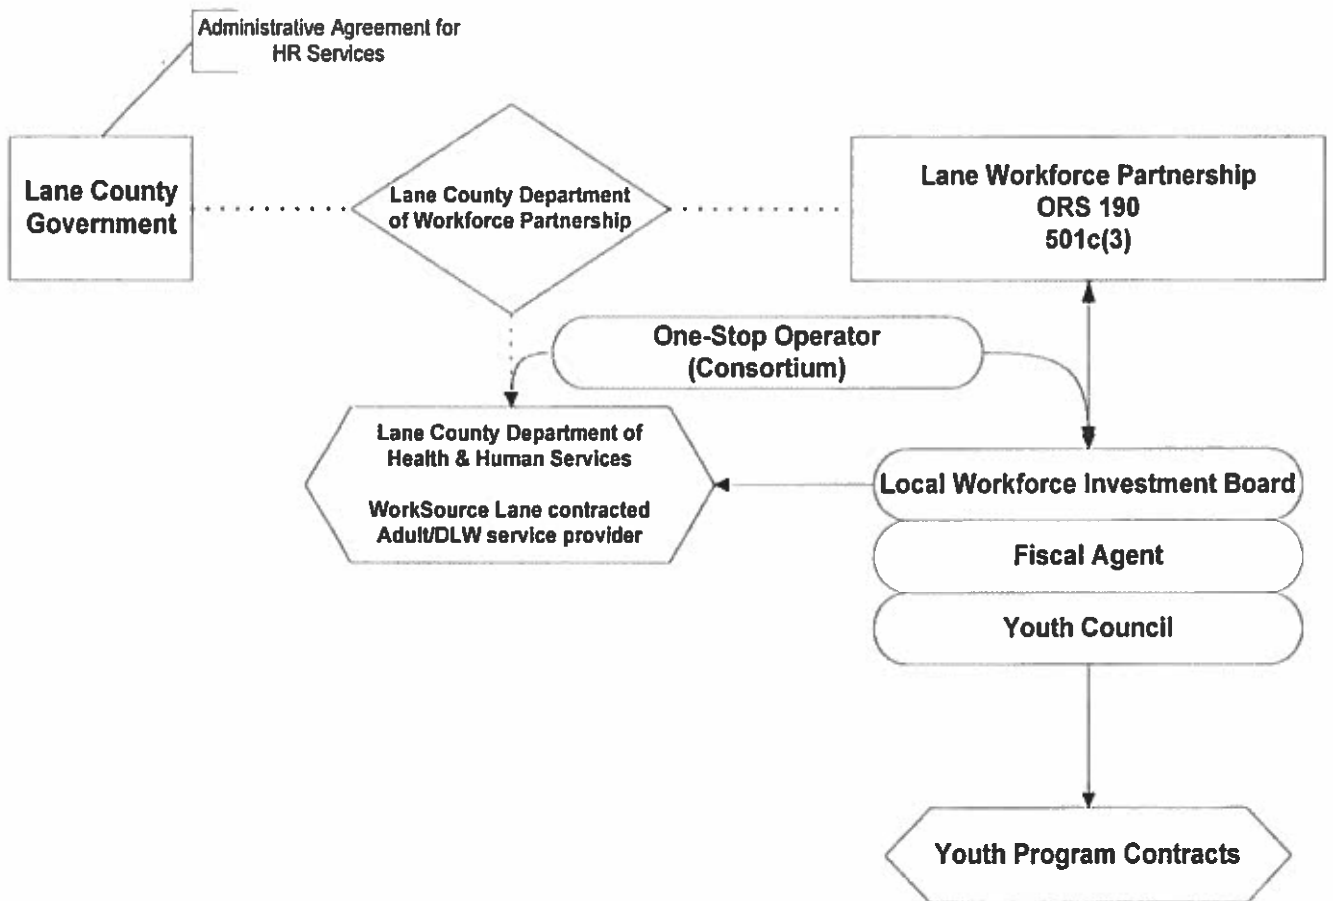 Administrative Agreement for
HR Services
Lane County
Government
Lane County Department
of Workforce Partnership
Lane Workforce Partnership
ORS 190
501c(3)
One-Stop Operator
(Consortium)
Lane County Department of
Health & Human Services
WorkSource Lane contracted
Adult/DLW service provider
Local Workforce Investment Board
Fiscal Agent
Youth Council
Youth Program Contracts